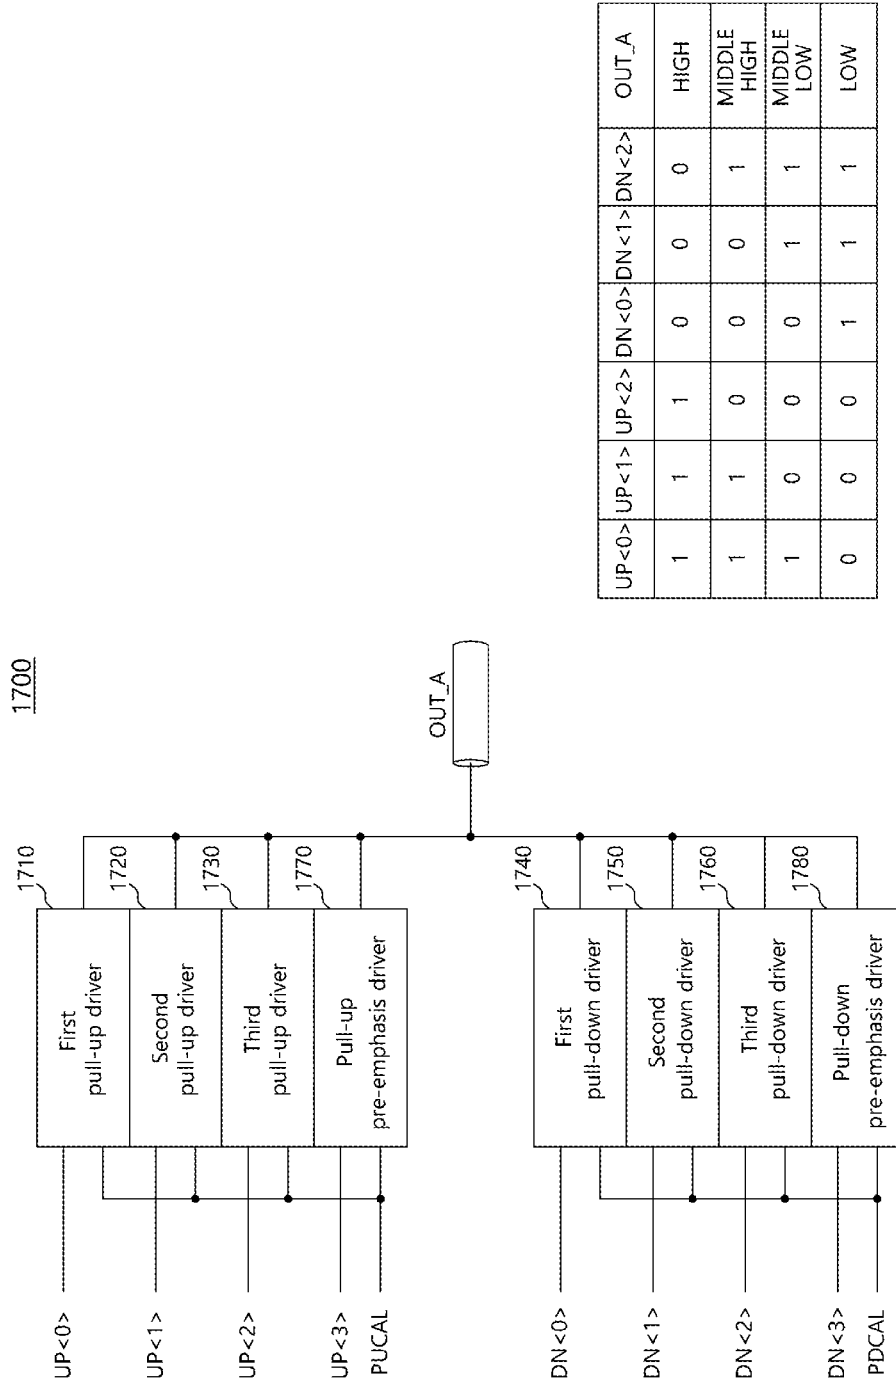 1700
UP<0>
UP<1>
UP<2>
UP<3>
PUCAL
First
pull-up driver
1710
Second
pull-up driver
1720
Third
pull-up driver
1730
Pull-up
pre-emphasis driver
1770
OUT_A
DN<0>
DN<1>
DN<2>
DN<3>
PDCAL
First
pull-down driver
1740
Second
pull-down driver
1750
Third
pull-down driver
1760
Pull-down
pre-emphasis driver
1780
UP<0> UP<1> UP<2> DN<0> DN<1> DN<2> OUT_A
1 1 1 0 0 0 HIGH
1 1 0 0 0 1 MIDDLE
HIGH
1 0 0 0 1 1 MIDDLE
LOW
0 0 0 1 1 1 LOW